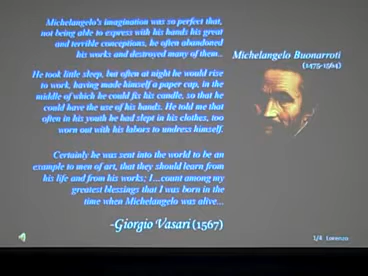 Michelangelo's imagination was so perfect that,
not being able to express with his hands his great
and terrible conceptions, he often abandoned
his works and destroyed many of them...
Michelangelo Buonarroti
(1475-1564)
He took little sleep, but often at night he would rise
to work, having made himself a paper cap, in the
middle of which he could fix his candle, so that he
could have the use of his hands. He told me that
often in his youth he had slept in his clothes, too
worn out with his labors to undress himself.
Certainly he was sent into the world to be an
example to men of art, that they should learn from
his life and from his works; I...count among my
greatest blessings that I was born in the
time when Michelangelo was alive...
-Giorgio Vasari (1567)
1/4 Lorenzo